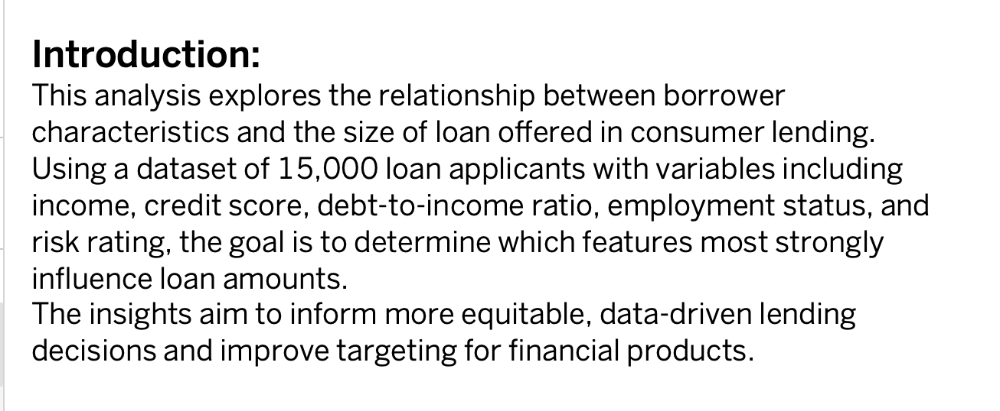 Introduction:
This analysis explores the relationship between borrower
characteristics and the size of loan offered in consumer lending.
Using a dataset of 15,000 loan applicants with variables including
income, credit score, debt-to-income ratio, employment status, and
risk rating, the goal is to determine which features most strongly
influence loan amounts.
The insights aim to inform more equitable, data-driven lending
decisions and improve targeting for financial products.